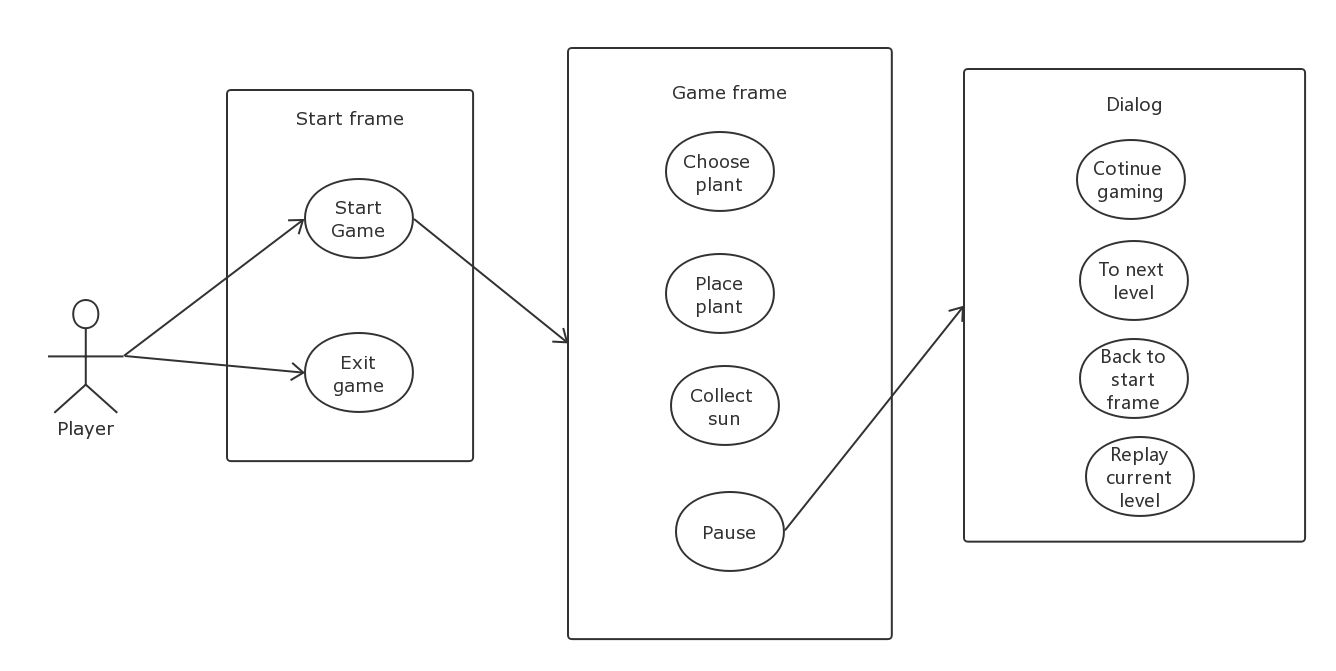 Player
Start frame
Start
Game
Exit
game
Game frame
Choose
plant
Place
plant
Collect
sun
Pause
Dialog
Cotinue
gaming
To next
level
Back to
start
frame
Replay
current
level